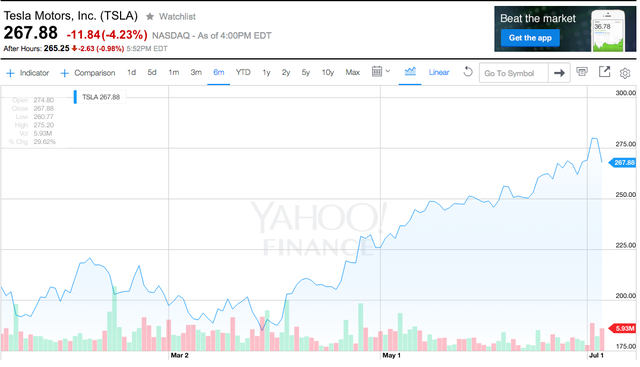 Tesla Motors, Inc. (TSLA) Watchlist
267.88 -11.84(-4.23%) NASDAQ - As of 4:00PM EDT
After Hours: 265.25 -2.63 (-0.98%) 5:52PM EDT
Beat the market
Get the app
36.78
+ Indicator + Comparison 1d 5d 1m 3m 6m YTD 1y 2y 5y 10y Max Linear Go To Symbol
TSLA 267.88
Open 274.80
Close 267.88
Low 260.77
High 275.20
Vol 5.93M
% Chg 29.62%
300.00
275.00
267.88
250.00
225.00
200.00
5.93M
175.00
YAHOO!
FINANCE
Mar 2 May 1 Jul 1